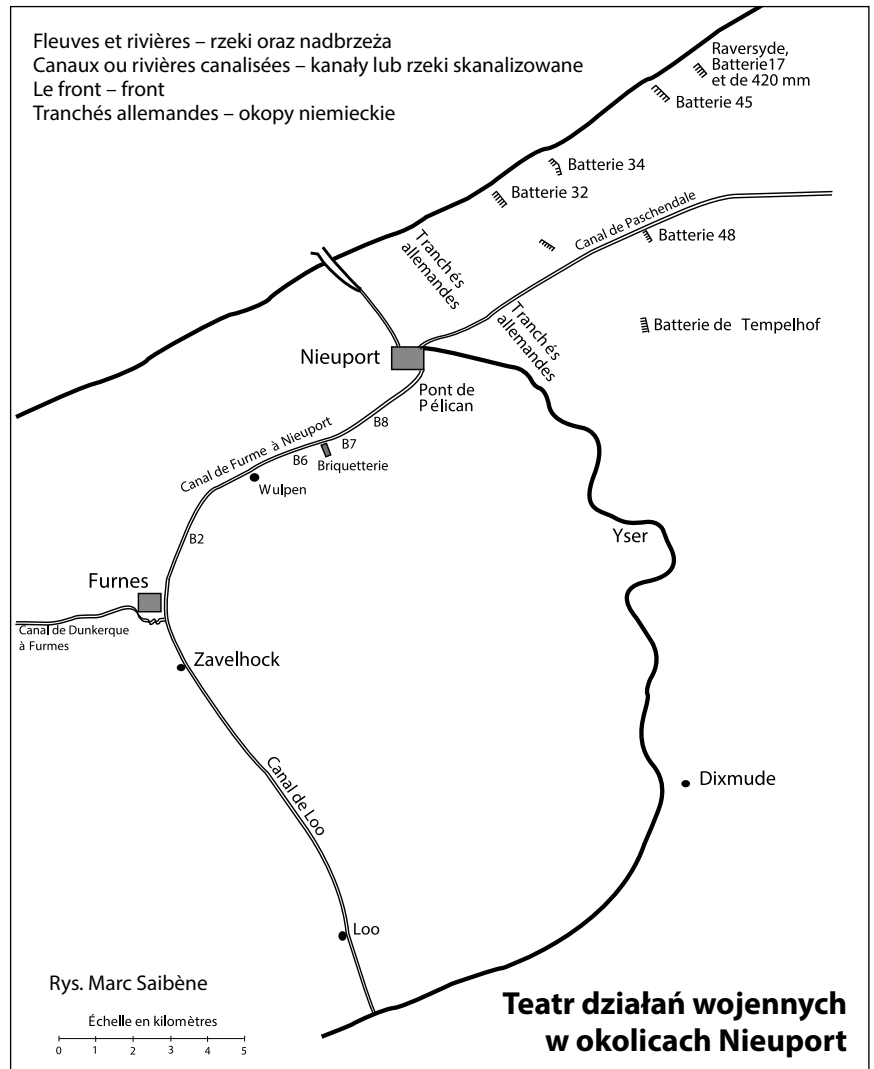 Fleuves et rivières – rzeki oraz nadbrzeża
Canaux ou rivières canalisées – kanały lub rzeki skanalizowane
Le front – front
Tranchés allemandes – okopy niemieckie
Raversyde,
Batterie17
et de 420 mm
Batterie 45
Batterie 34
Batterie 32
Canal de Paschendale
Batterie 48
Tranchés
allemandes
Tranchés
allemandes
Batterie de Tempelhof
Nieuport
Pont de
Pélican
B8
Canal de Furme à Nieuport
B7
B6
Briquetterie
Wulpen
B2
Yser
Furnes
Canal de Dunkerque
à Furmes
Zavelhock
Canal de Loo
Dixmude
Loo
Rys. Marc Saibène
Échelle en kilomètres
0 1 2 3 4 5
Teatr działań wojennych
w okolicach Nieuport